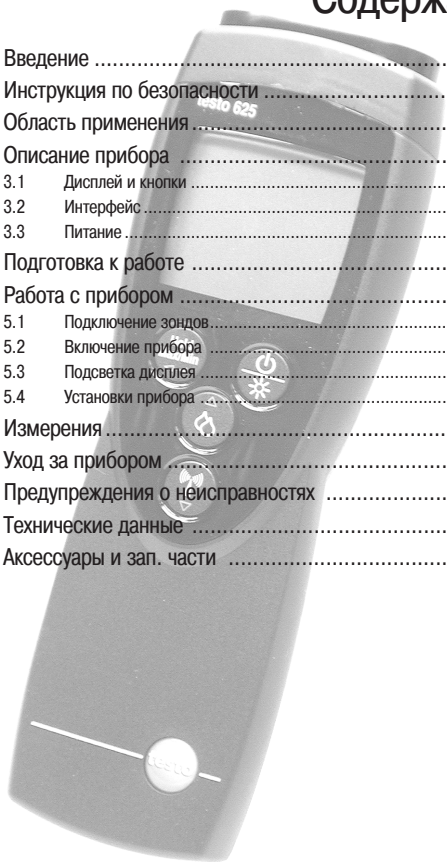 Содерж
Введение ..................................................
Инструкция по безопасности ..........................
Область применения ....................................
Описание прибора .......................................
3.1 Дисплей и кнопки ....................................
3.2 Интерфейс ............................................
3.3 Питание ...............................................
Подготовка к работе ....................................
Работа с прибором ......................................
5.1 Подключение зондов ................................
5.2 Включение прибора .................................
5.3 Подсветка дисплея ..................................
5.4 Установки прибора ..................................
Измерения ................................................
Уход за прибором .......................................
Предупреждения о неисправностях ..................
Технические данные ....................................
Аксессуары и зап. части ...............................
testo 625
testo